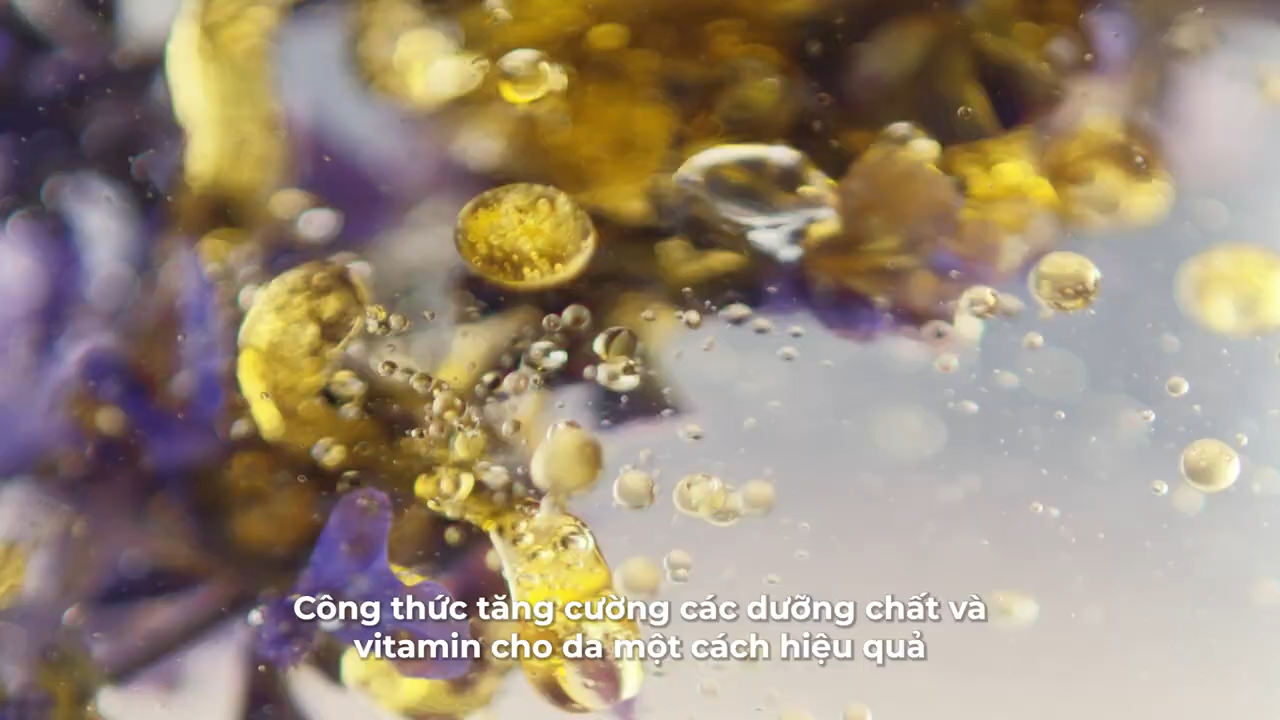 Công thức tăng cường các dưỡng chất và
vitamin cho da một cách hiệu quả